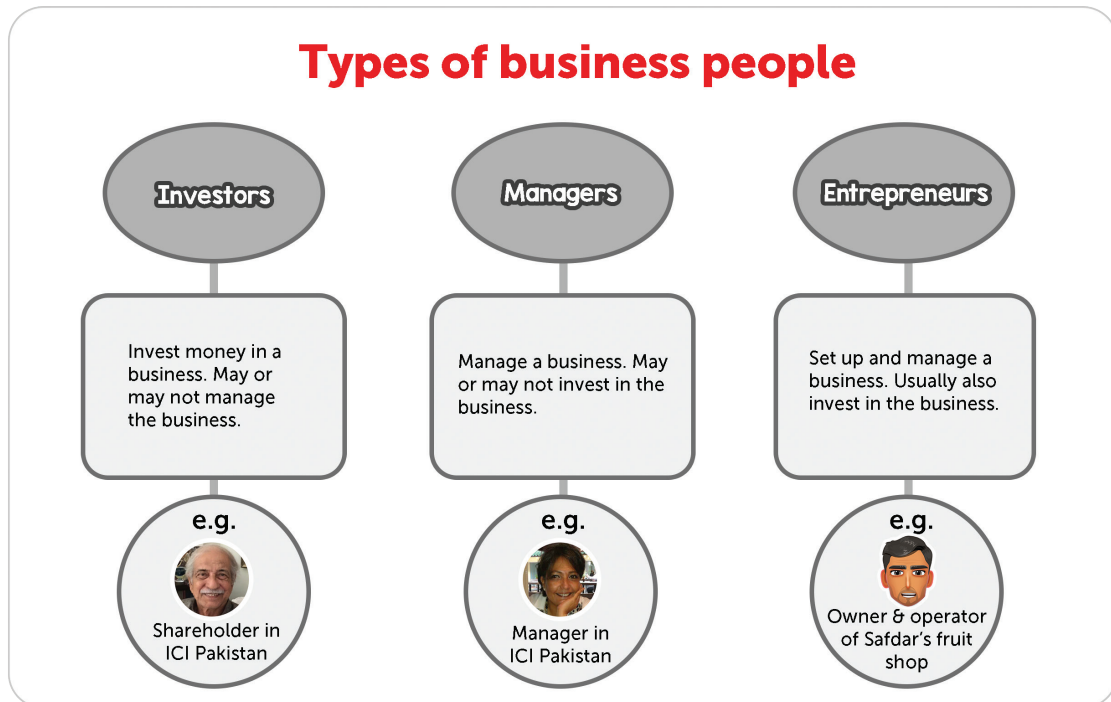 Types of business people
Investors
Invest money in a
business. May or
may not manage
the business.
e.g.
Shareholder in
ICI Pakistan
Managers
Manage a business. May
or may not invest in the
business.
e.g.
Manager in
ICI Pakistan
Entrepreneurs
Set up and manage a
business. Usually also
invest in the business.
e.g.
Owner & operator
of Safdar's fruit
shop